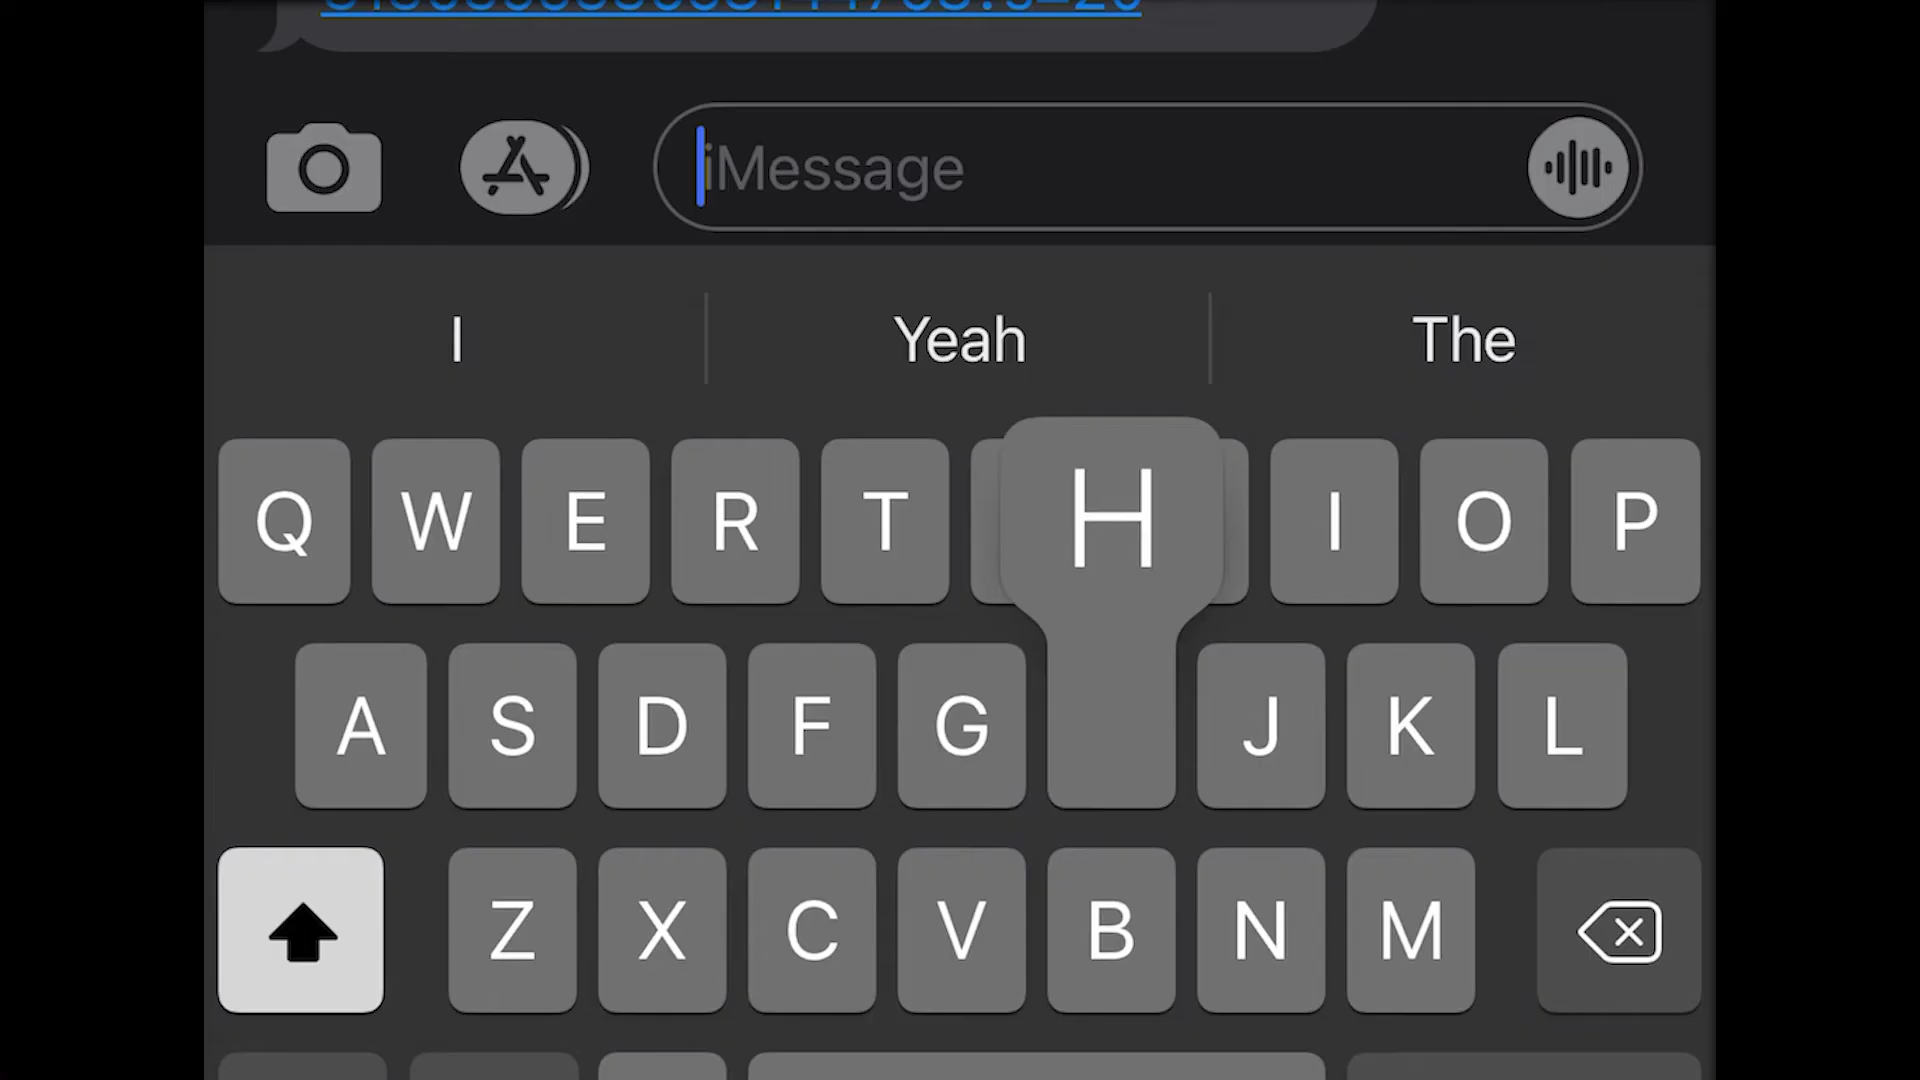 iMessage
I Yeah The
Q W E R T H I O P
A S D F G J K L
Z X C V B N M